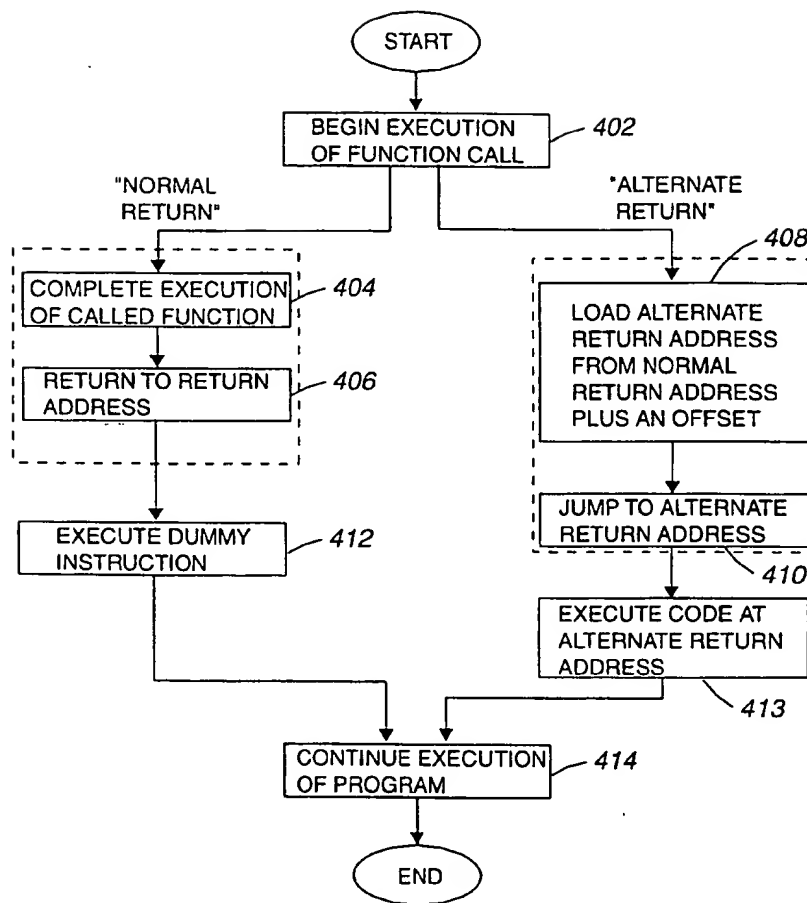 START
BEGIN EXECUTION
OF FUNCTION CALL
402
"NORMAL
RETURN"
"ALTERNATE
RETURN"
408
COMPLETE EXECUTION
OF CALLED FUNCTION
404
RETURN TO RETURN
ADDRESS
406
LOAD ALTERNATE
RETURN ADDRESS
FROM NORMAL
RETURN ADDRESS
PLUS AN OFFSET
EXECUTE DUMMY
INSTRUCTION
412
JUMP TO ALTERNATE
RETURN ADDRESS
410
EXECUTE CODE AT
ALTERNATE RETURN
ADDRESS
413
CONTINUE EXECUTION
OF PROGRAM
414
END